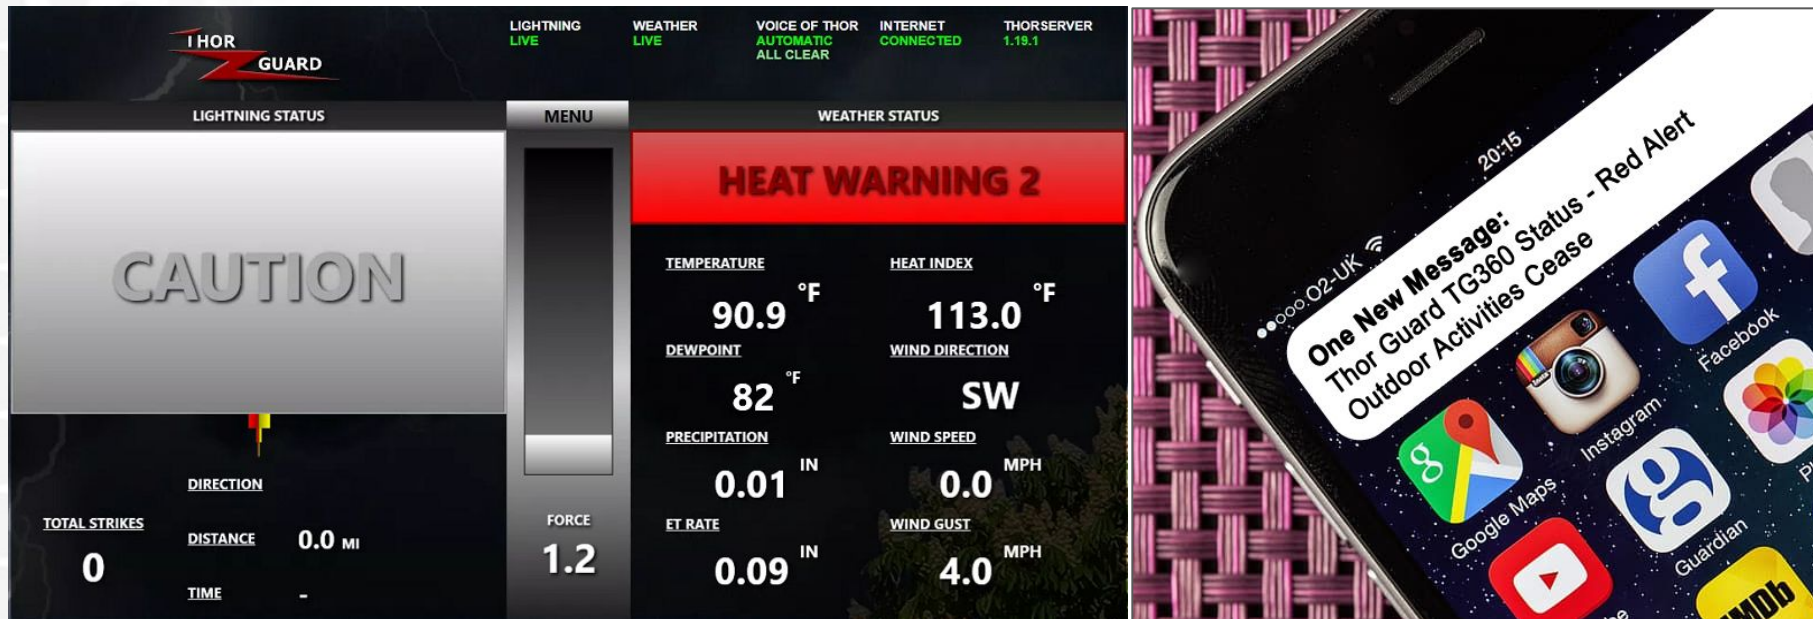 THOR
GUARD
LIGHTNING
LIVE
WEATHER
LIVE
VOICE OF THOR
AUTOMATIC
ALL CLEAR
INTERNET
CONNECTED
THORSERVER
1.19.1
LIGHTNING STATUS
MENU
WEATHER STATUS
CAUTION
HEAT WARNING 2
TEMPERATURE
90.9 °F
HEAT INDEX
113.0 °F
DEWPOINT
82 °F
WIND DIRECTION
SW
PRECIPITATION
0.01 IN
WIND SPEED
0.0 MPH
ET RATE
0.09 IN
WIND GUST
4.0 MPH
DIRECTION
TOTAL STRIKES
0
DISTANCE 0.0 MI
TIME -
FORCE
1.2
20:15
O2-UK
One New Message:
Thor Guard TG360 Status - Red Alert
Outdoor Activities Cease
g
Google Maps
Instagram
f
Facebook
g
Guardian
IMDb